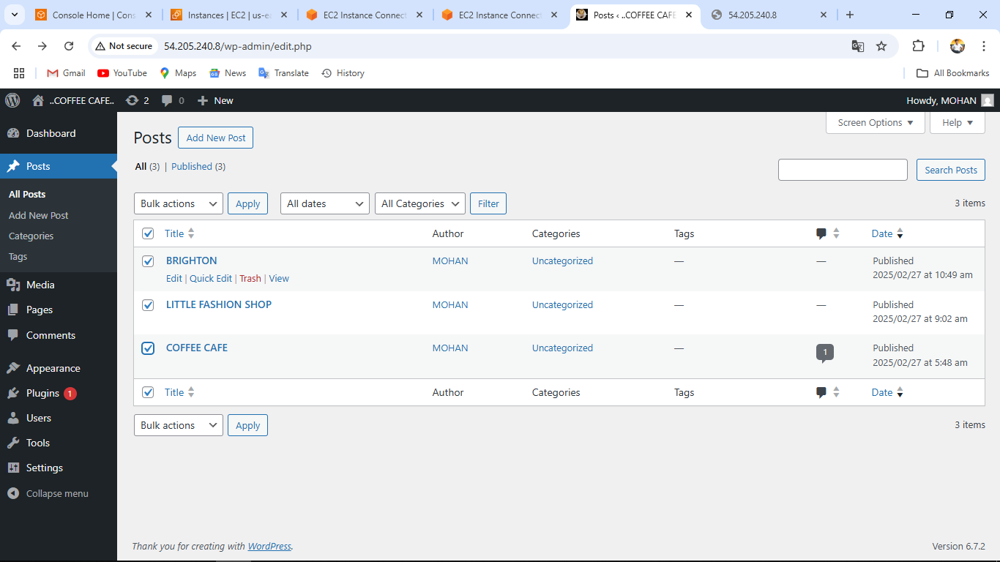 Console Home | Cons
Instances | EC2 | us-ea
EC2 Instance Connect
EC2 Instance Connect
Posts ‹ ..COFFEE CAFE
54.205.240.8
Not secure
54.205.240.8/wp-admin/edit.php
Gmail
YouTube
Maps
News
Translate
History
All Bookmarks
..COFFEE CAFE..
2
0
New
Howdy, MOHAN
Dashboard
Posts
All Posts
Add New Post
Categories
Tags
Media
Pages
Comments
Appearance
Plugins 1
Users
Tools
Settings
Collapse menu
Screen Options
Help
Posts
Add New Post
All (3) | Published (3)
Search Posts
Bulk actions
Apply
All dates
All Categories
Filter
3 items
Title
Author
Categories
Tags
Date
BRIGHTON
MOHAN
Uncategorized
—
—
Published
2025/02/27 at 10:49 am
Edit | Quick Edit | Trash | View
LITTLE FASHION SHOP
MOHAN
Uncategorized
—
—
Published
2025/02/27 at 9:02 am
COFFEE CAFE
MOHAN
Uncategorized
—
1
Published
2025/02/27 at 5:48 am
Title
Author
Categories
Tags
Date
Bulk actions
Apply
3 items
Thank you for creating with WordPress.
Version 6.7.2